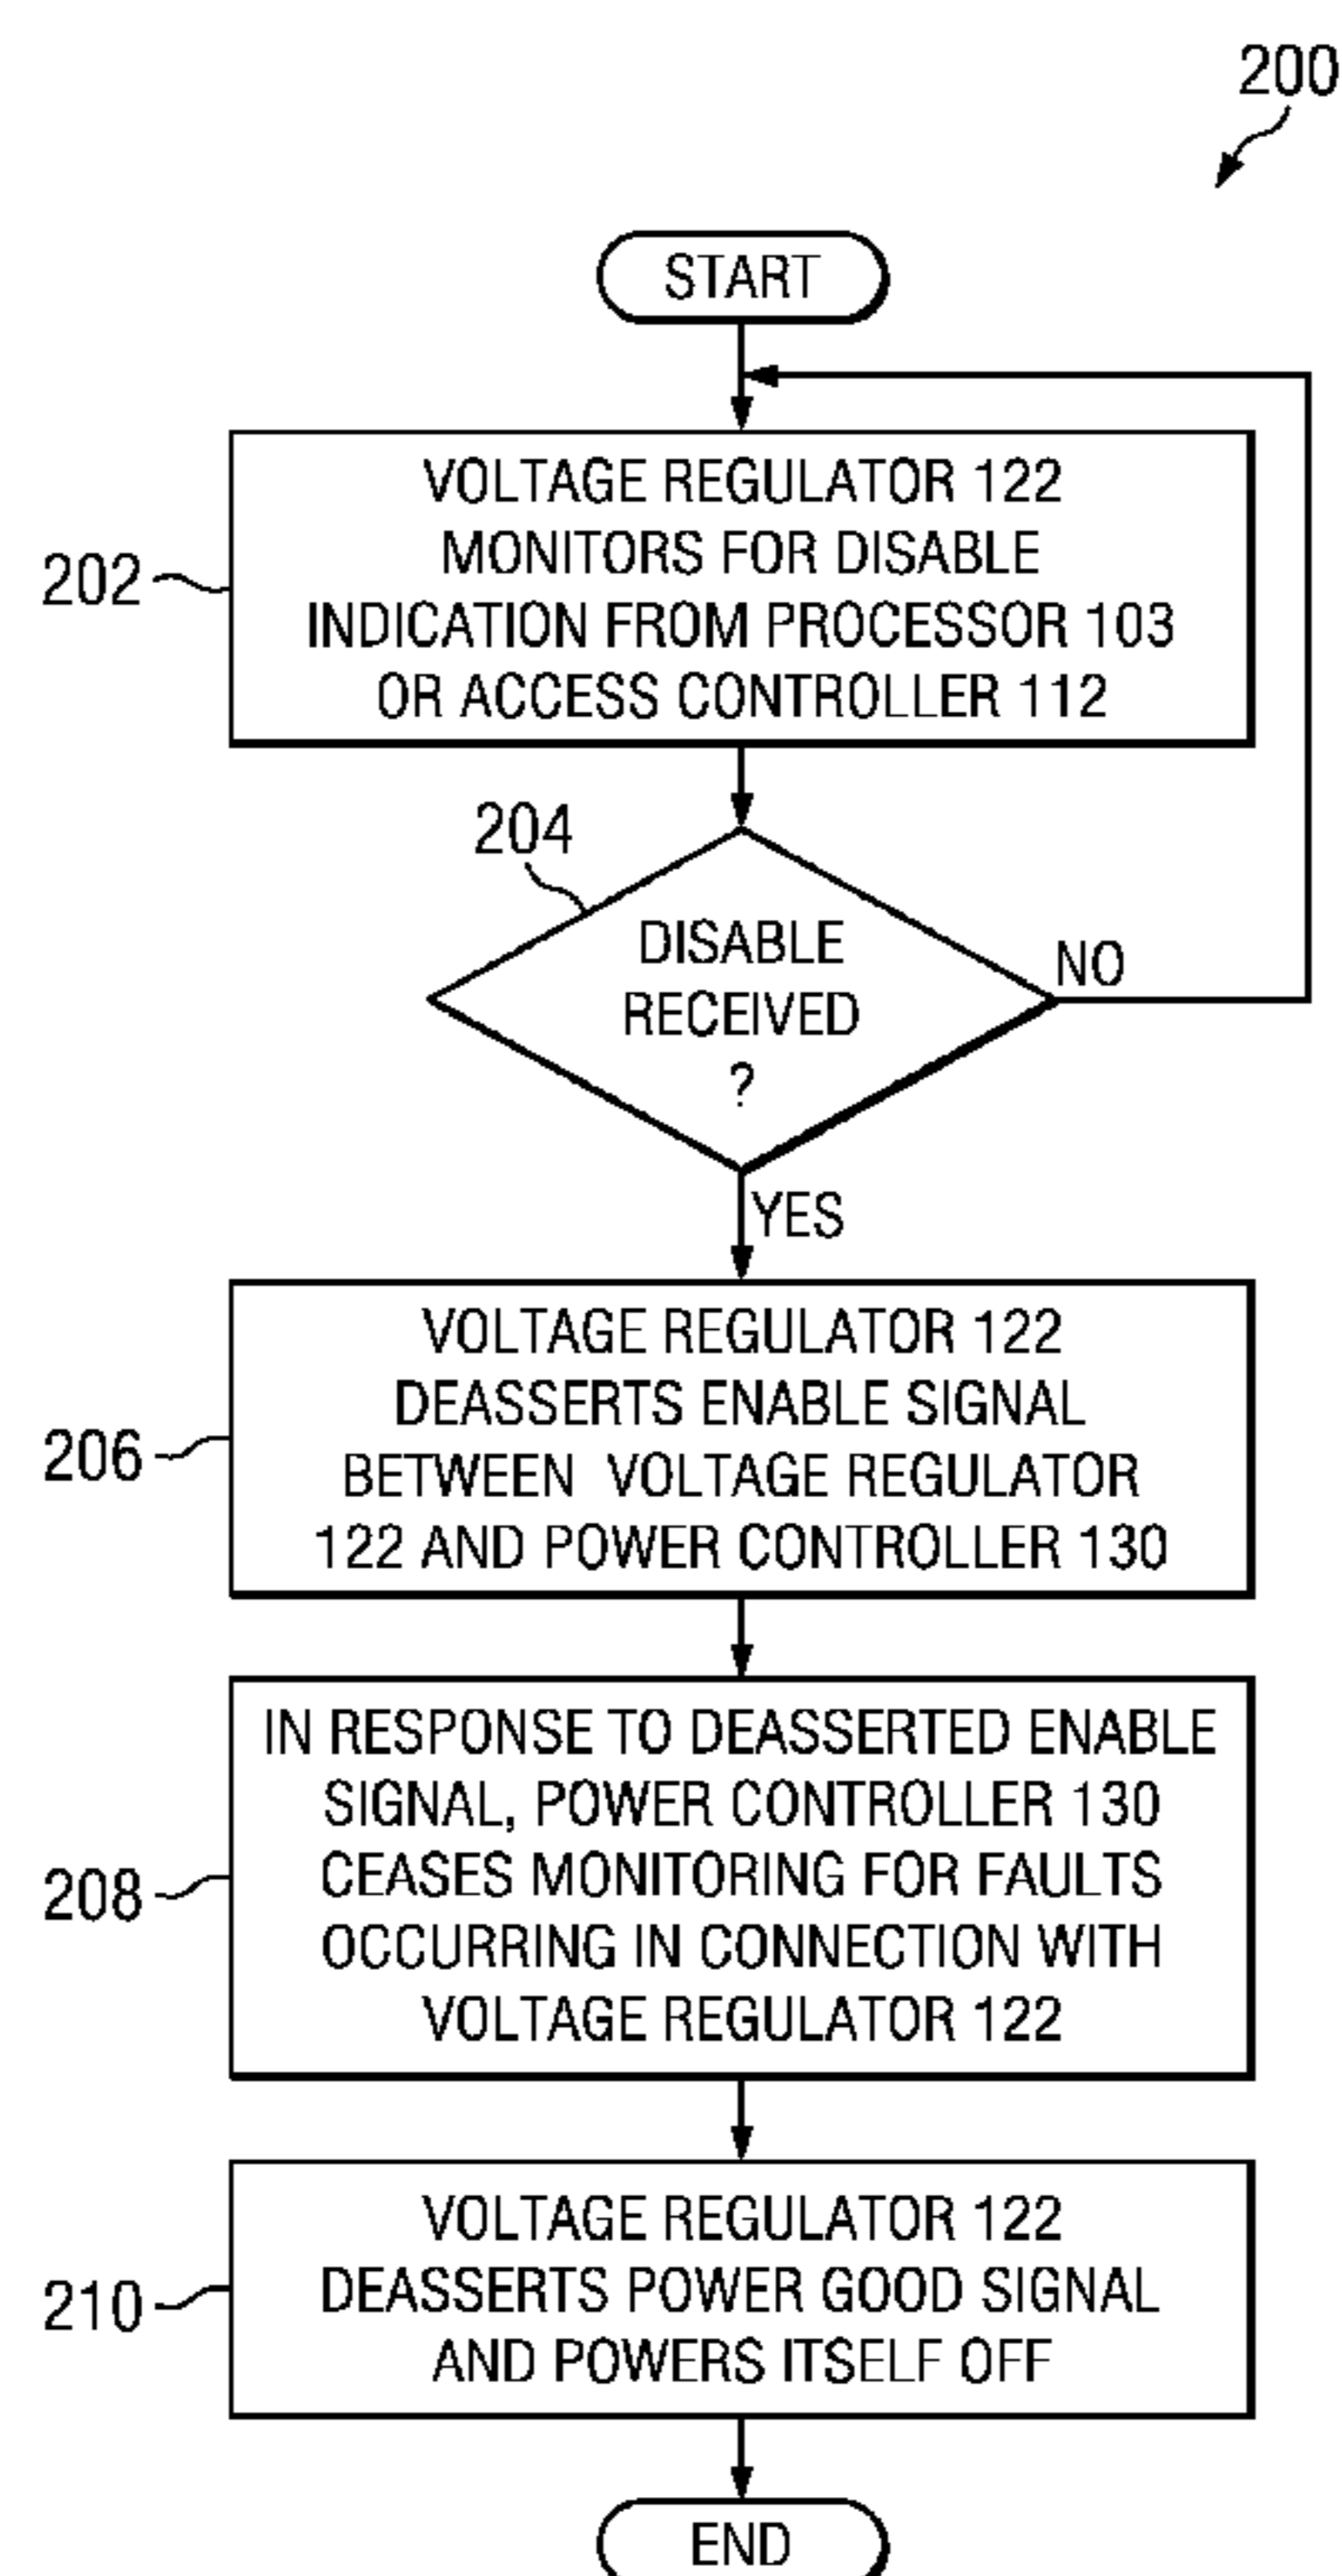 200
START
VOLTAGE REGULATOR 122
MONITORS FOR DISABLE
INDICATION FROM PROCESSOR 103
OR ACCESS CONTROLLER 112
202
204
DISABLE
RECEIVED
?
NO
YES
VOLTAGE REGULATOR 122
DEASSERTS ENABLE SIGNAL
BETWEEN VOLTAGE REGULATOR
122 AND POWER CONTROLLER 130
206
IN RESPONSE TO DEASSERTED ENABLE
SIGNAL, POWER CONTROLLER 130
CEASES MONITORING FOR FAULTS
OCCURRING IN CONNECTION WITH
VOLTAGE REGULATOR 122
208
VOLTAGE REGULATOR 122
DEASSERTS POWER GOOD SIGNAL
AND POWERS ITSELF OFF
210
END